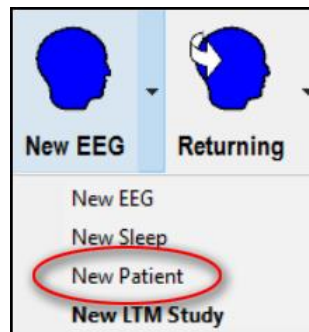 New EEG Returning
New EEG
New Sleep
New Patient
New LTM Study